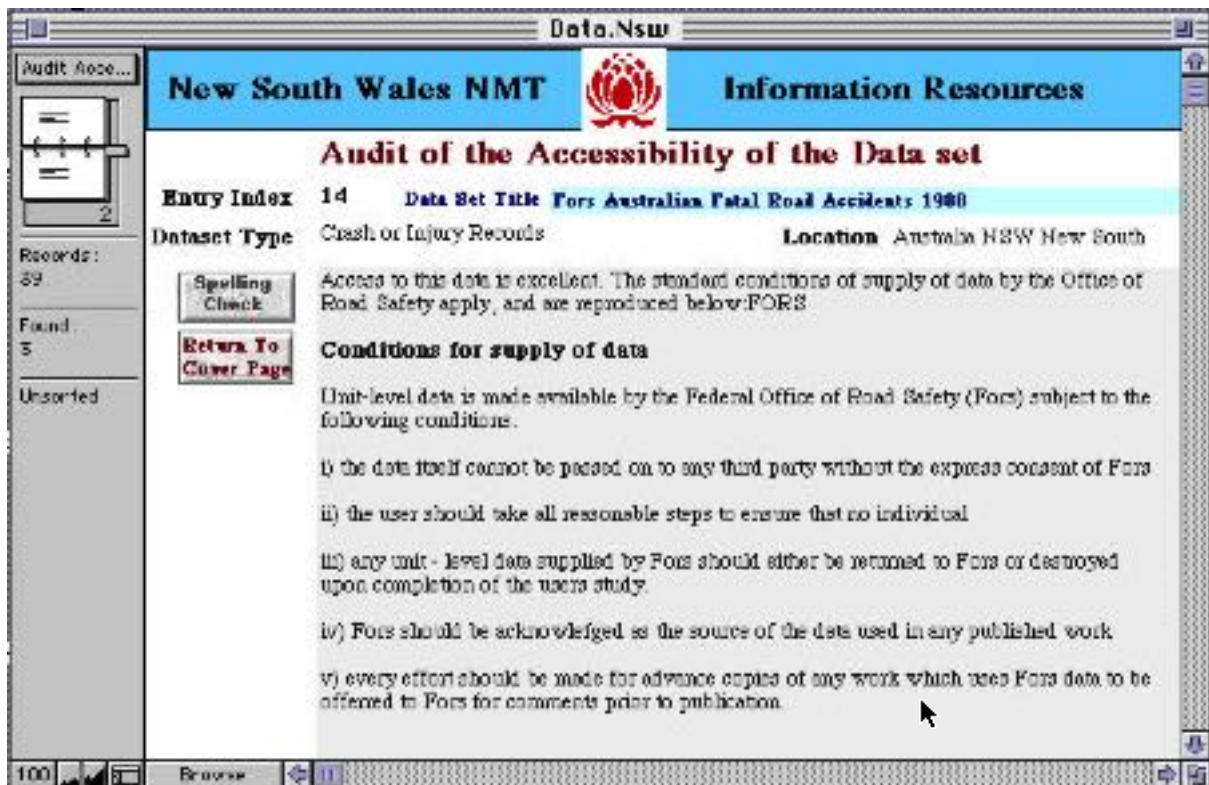 Data.Nsw
Audit Acce...
2
Records:
39
Found:
3
Unsorted
New South Wales NMT Information Resources
Audit of the Accessibility of the Data set
Entry Index 14 Data Set Title Fors Australian Fatal Road Accidents 1988
Dataset Type Crash or Injury Records Location Australia NSW New South
Spelling
Check
Return To
Cover Page
Access to this data is excellent. The standard conditions of supply of data by the Office of
Road Safety apply, and are reproduced below:FORS
Conditions for supply of data
Unit-level data is made available by the Federal Office of Road Safety (Fors) subject to the
following conditions.
i) the data itself cannot be passed on to any third party without the express consent of Fors
ii) the user should take all reasonable steps to ensure that no individual
iii) any unit - level data supplied by Fors should either be returned to Fors or destroyed
upon completion of the users study.
iv) Fors should be acknowlefged as the source of the data used in any published work
v) every effort should be made for advance copies of any work which uses Fors data to be
offerred to Fors for comments prior to publication.
100 Browse